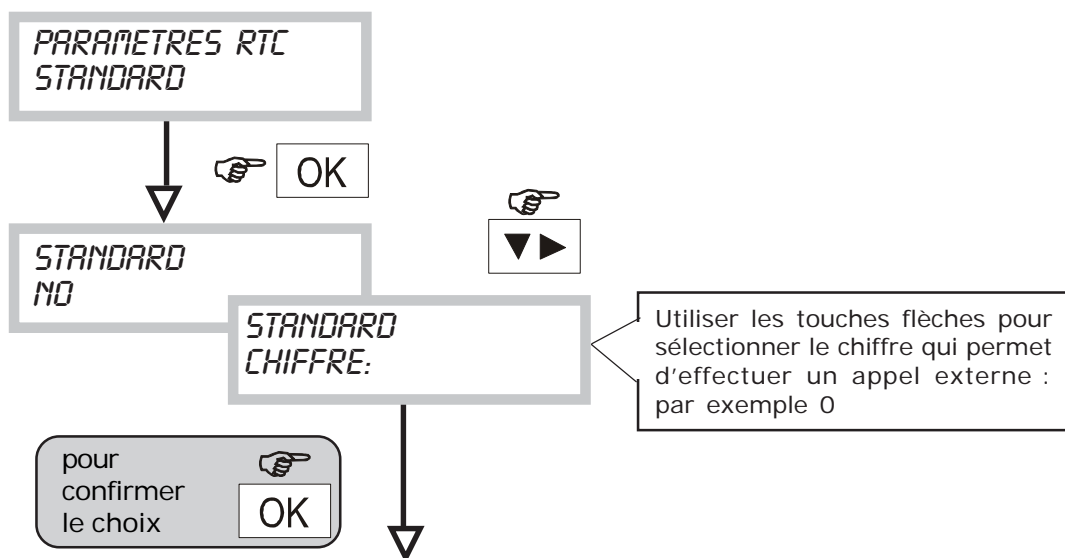 PARAMETRES RTC
STANDARD
OK
STANDARD
NO
STANDARD
CHIFFRE:
Utiliser les touches flèches pour
sélectionner le chiffre qui permet
d'effectuer un appel externe :
par exemple 0
pour
confirmer
le choix
OK